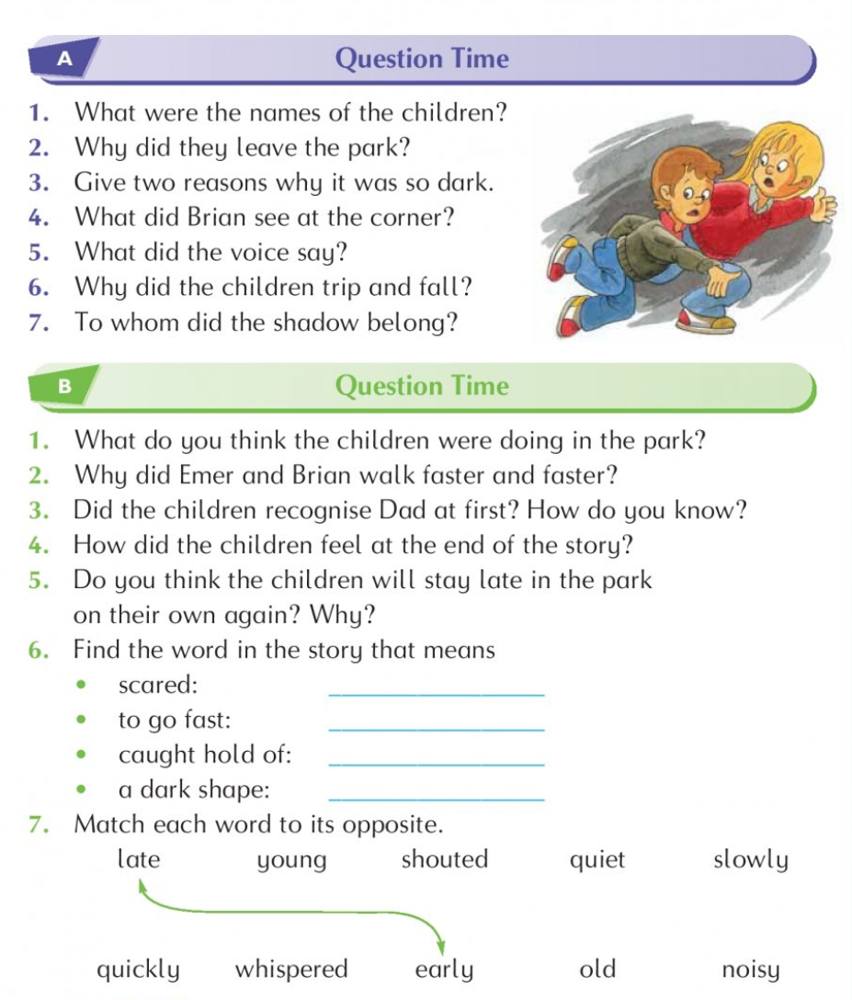 A
Question Time
1. What were the names of the children?
2. Why did they leave the park?
3. Give two reasons why it was so dark.
4. What did Brian see at the corner?
5. What did the voice say?
6. Why did the children trip and fall?
7. To whom did the shadow belong?
B
Question Time
1. What do you think the children were doing in the park?
2. Why did Emer and Brian walk faster and faster?
3. Did the children recognise Dad at first? How do you know?
4. How did the children feel at the end of the story?
5. Do you think the children will stay late in the park
on their own again? Why?
6. Find the word in the story that means
• scared:
• to go fast:
• caught hold of:
• a dark shape:
7. Match each word to its opposite.
late young shouted quiet slowly
quickly whispered early old noisy